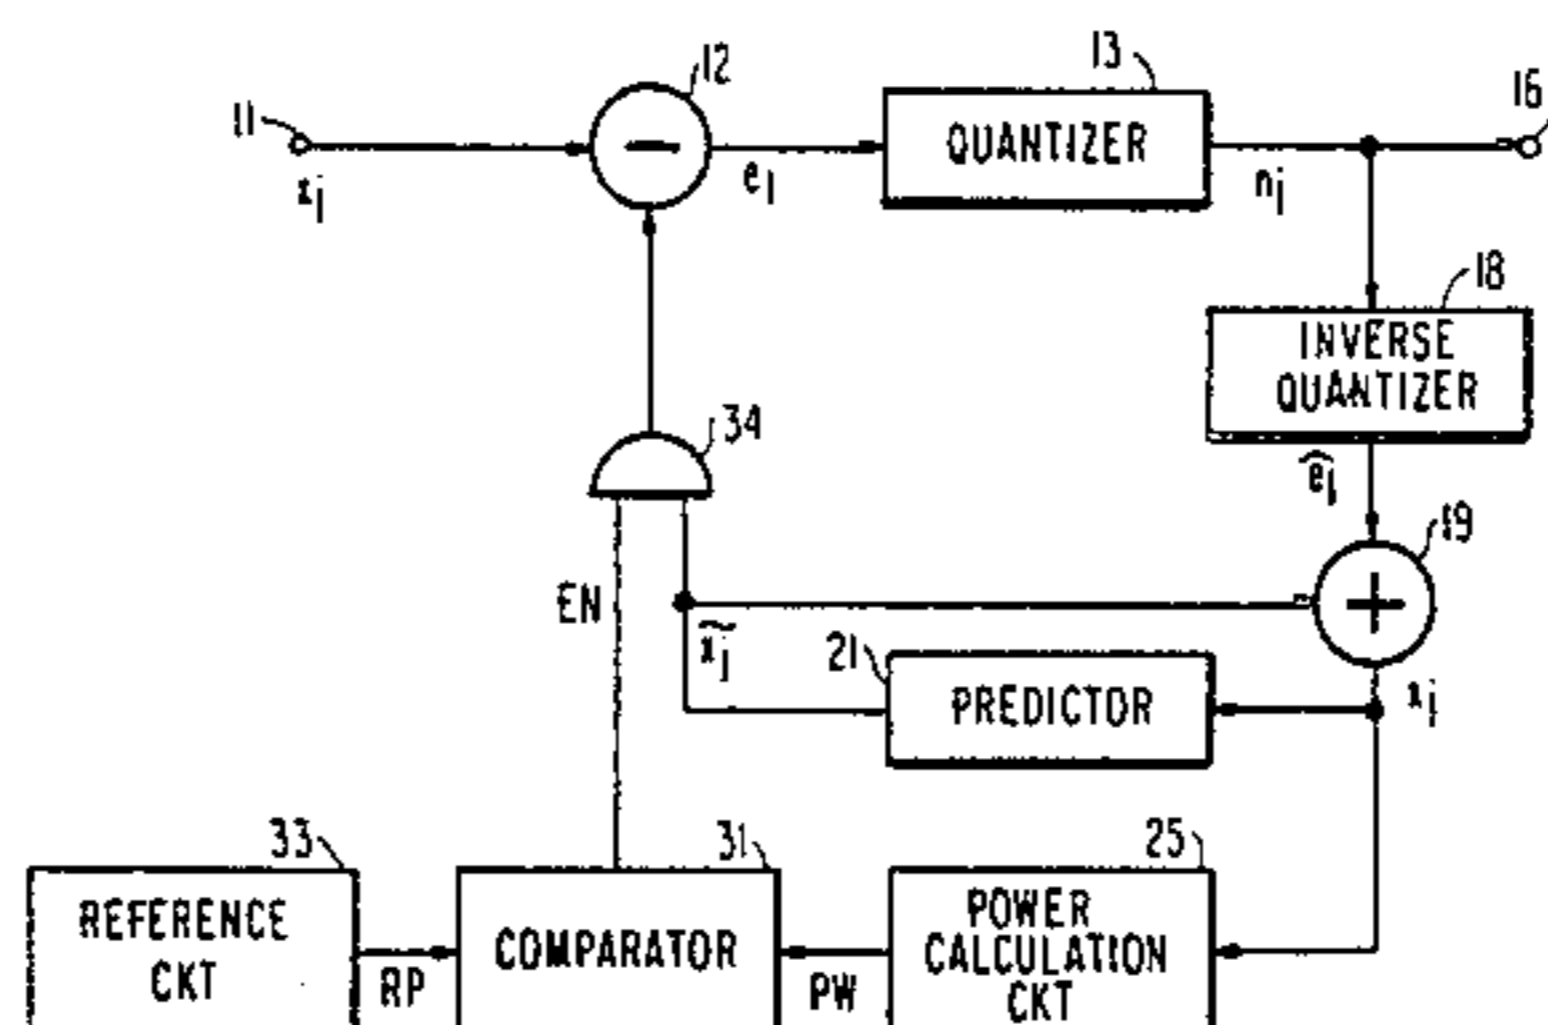 12
13
16
11
QUANTIZER
x_j
e_j
n_j
18
INVERSE
QUANTIZER
34
ê_j
19
EN
x̃_j
21
PREDICTOR
x_j
33
31
25
REFERENCE
CKT
RP
COMPARATOR
PW
POWER
CALCULATION
CKT